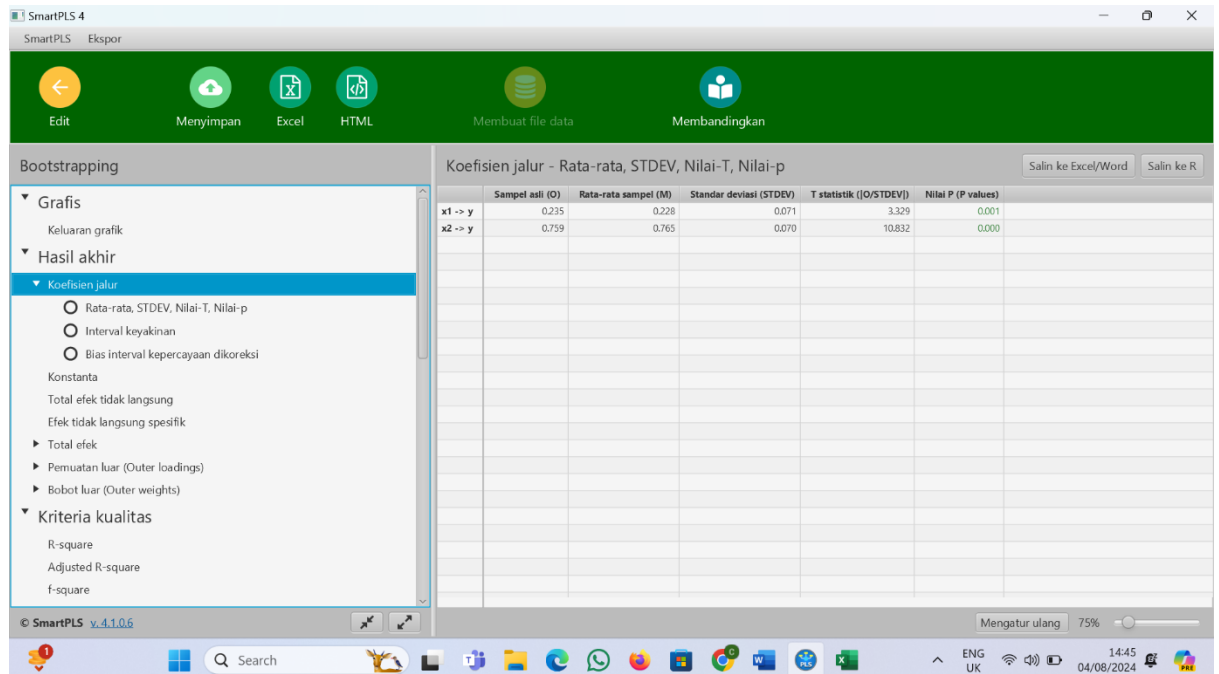 SmartPLS 4
SmartPLS Ekspor
Edit Menyimpan Excel HTML Membuat file data Membandingkan
Bootstrapping
Grafis
Keluaran grafik
Hasil akhir
Koefisien jalur
Rata-rata, STDEV, Nilai-T, Nilai-p
Interval keyakinan
Bias interval kepercayaan dikoreksi
Konstanta
Total efek tidak langsung
Efek tidak langsung spesifik
Total efek
Pemuatan luar (Outer loadings)
Bobot luar (Outer weights)
Kriteria kualitas
R-square
Adjusted R-square
f-square
Koefisien jalur - Rata-rata, STDEV, Nilai-T, Nilai-p Salin ke Excel/Word Salin ke R
Sampel asli (O) Rata-rata sampel (M) Standar deviasi (STDEV) T statistik (|O/STDEV|) Nilai P (P values)
x1 -> y 0.235 0.228 0.071 3.329 0.001
x2 -> y 0.759 0.765 0.070 10.832 0.000
© SmartPLS v. 4.1.0.6 Mengatur ulang 75%
1 Search PLS ENG 14:45
UK 04/08/2024 PRE